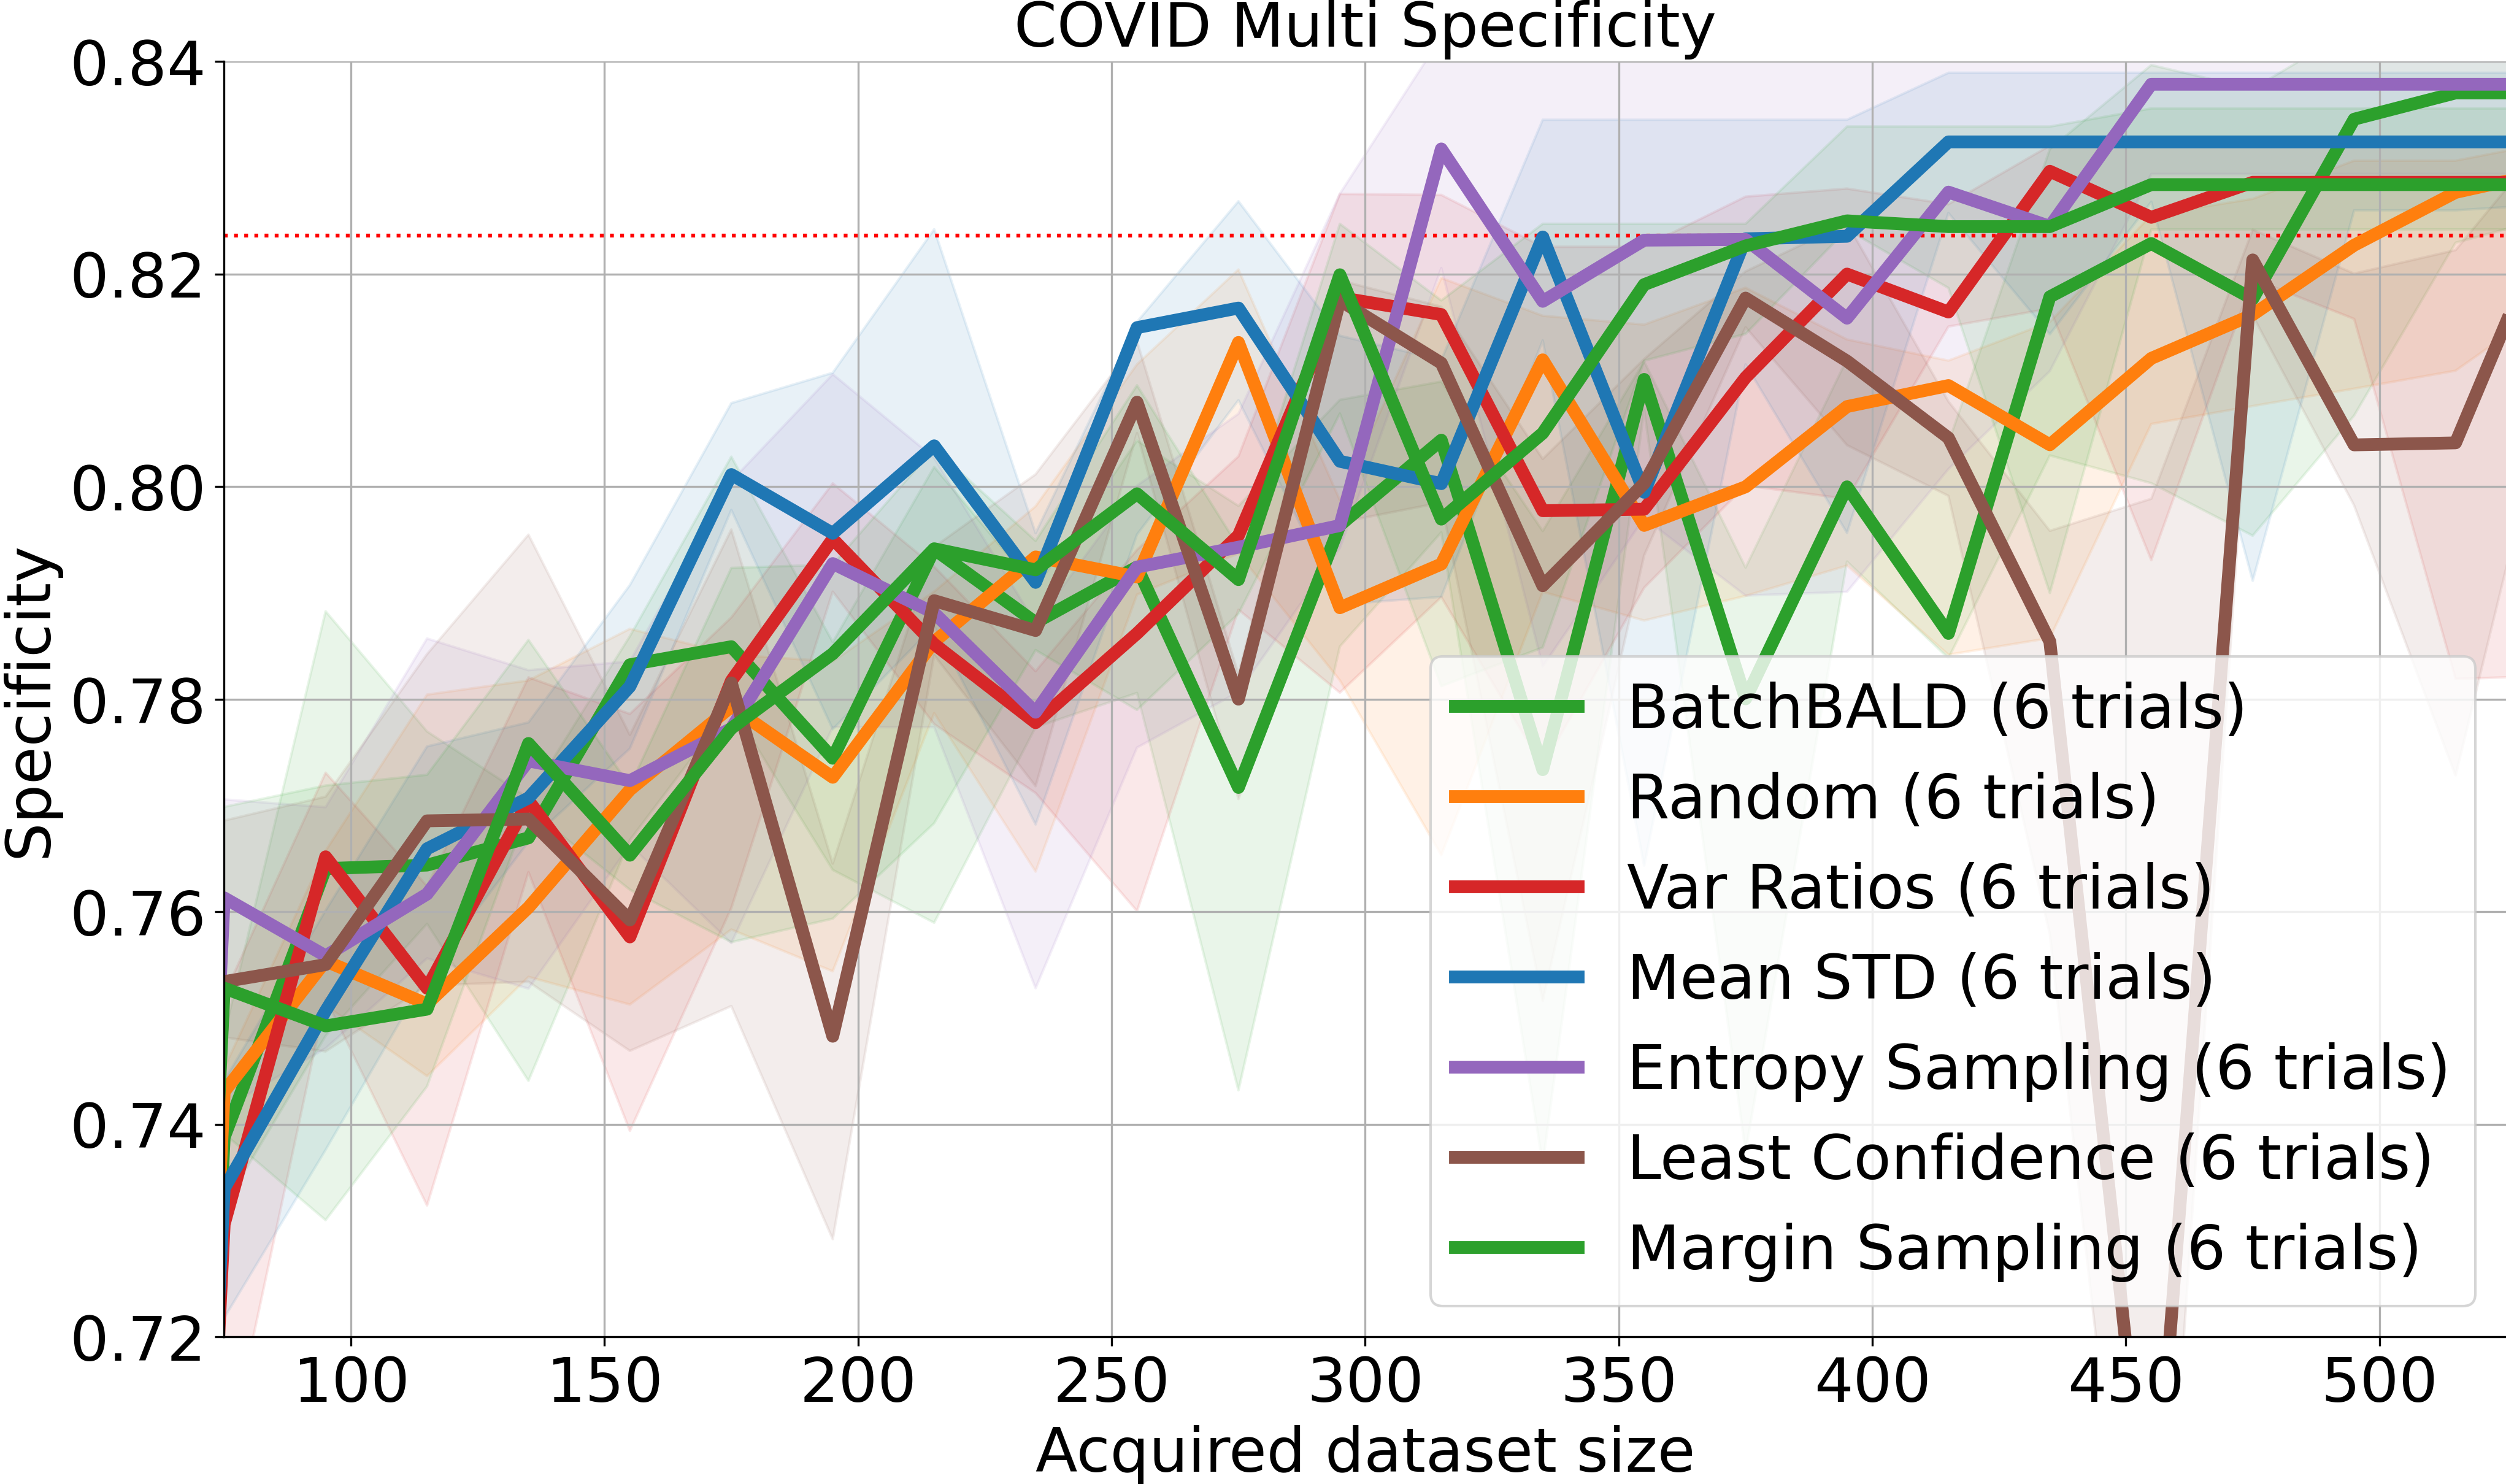 COVID Multi Specificity
Specificity
0.84
0.82
0.80
0.78
0.76
0.74
0.72
BatchBALD (6 trials)
Random (6 trials)
Var Ratios (6 trials)
Mean STD (6 trials)
Entropy Sampling (6 trials)
Least Confidence (6 trials)
Margin Sampling (6 trials)
100 150 200 250 300 350 400 450 500
Acquired dataset size